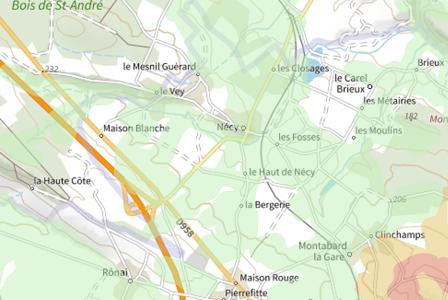 Bois de St-André
232
le Mesnil Guérard
les Closages
Brieux
le Vey
le Carel
Brieux
les Métairies
182
Mon
Maison Blanche
Nécy
les Fosses
les Moulins
la Haute Côte
le Haut de Nécy
la Bergerie
206
D958
Clinchamps
Montabard
la Gare
Rônai
Maison Rouge
Pierrefitte